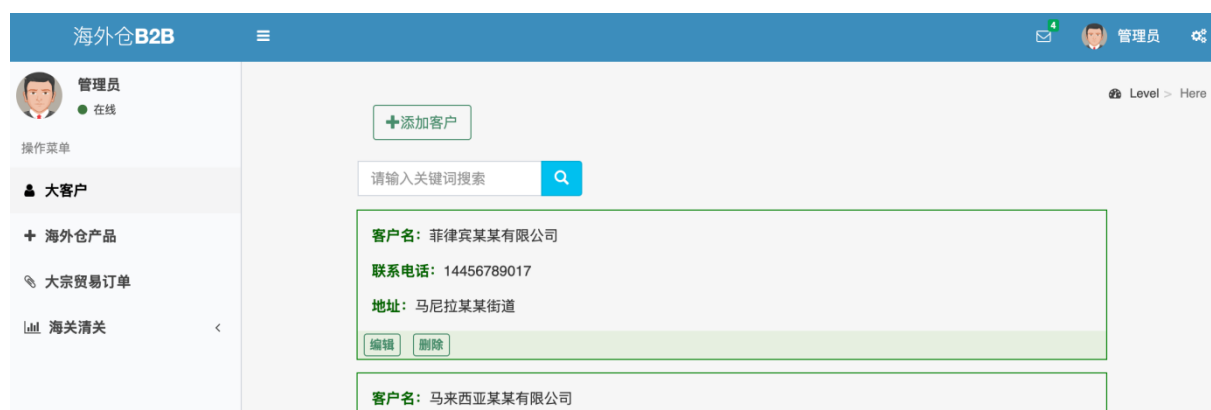 海外仓B2B
4
管理员
管理员
在线
Level > Here
操作菜单
大客户
海外仓产品
大宗贸易订单
海关清关
添加客户
请输入关键词搜索
客户名：菲律宾某某有限公司
联系电话：14456789017
地址：马尼拉某某街道
编辑 删除
客户名：马来西亚某某有限公司